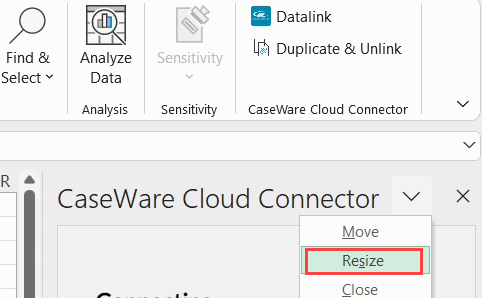 Find &
Select
Analyze
Data
Sensitivity
Datalink
Duplicate & Unlink
Analysis
Sensitivity
CaseWare Cloud Connector
R
CaseWare Cloud Connector
Move
Resize
Close
Connecting